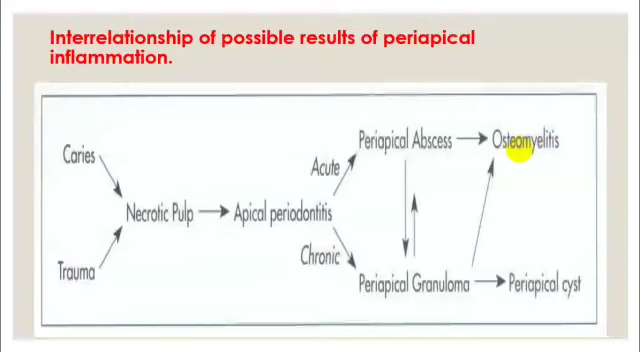 Interrelationship of possible results of periapical
inflammation.
Periapical Abscess
Osteomyelitis
Caries
Acute
Necrotic Pulp
Apical periodontitis
Chronic
Trauma
Periapical Granuloma
Periapical cyst